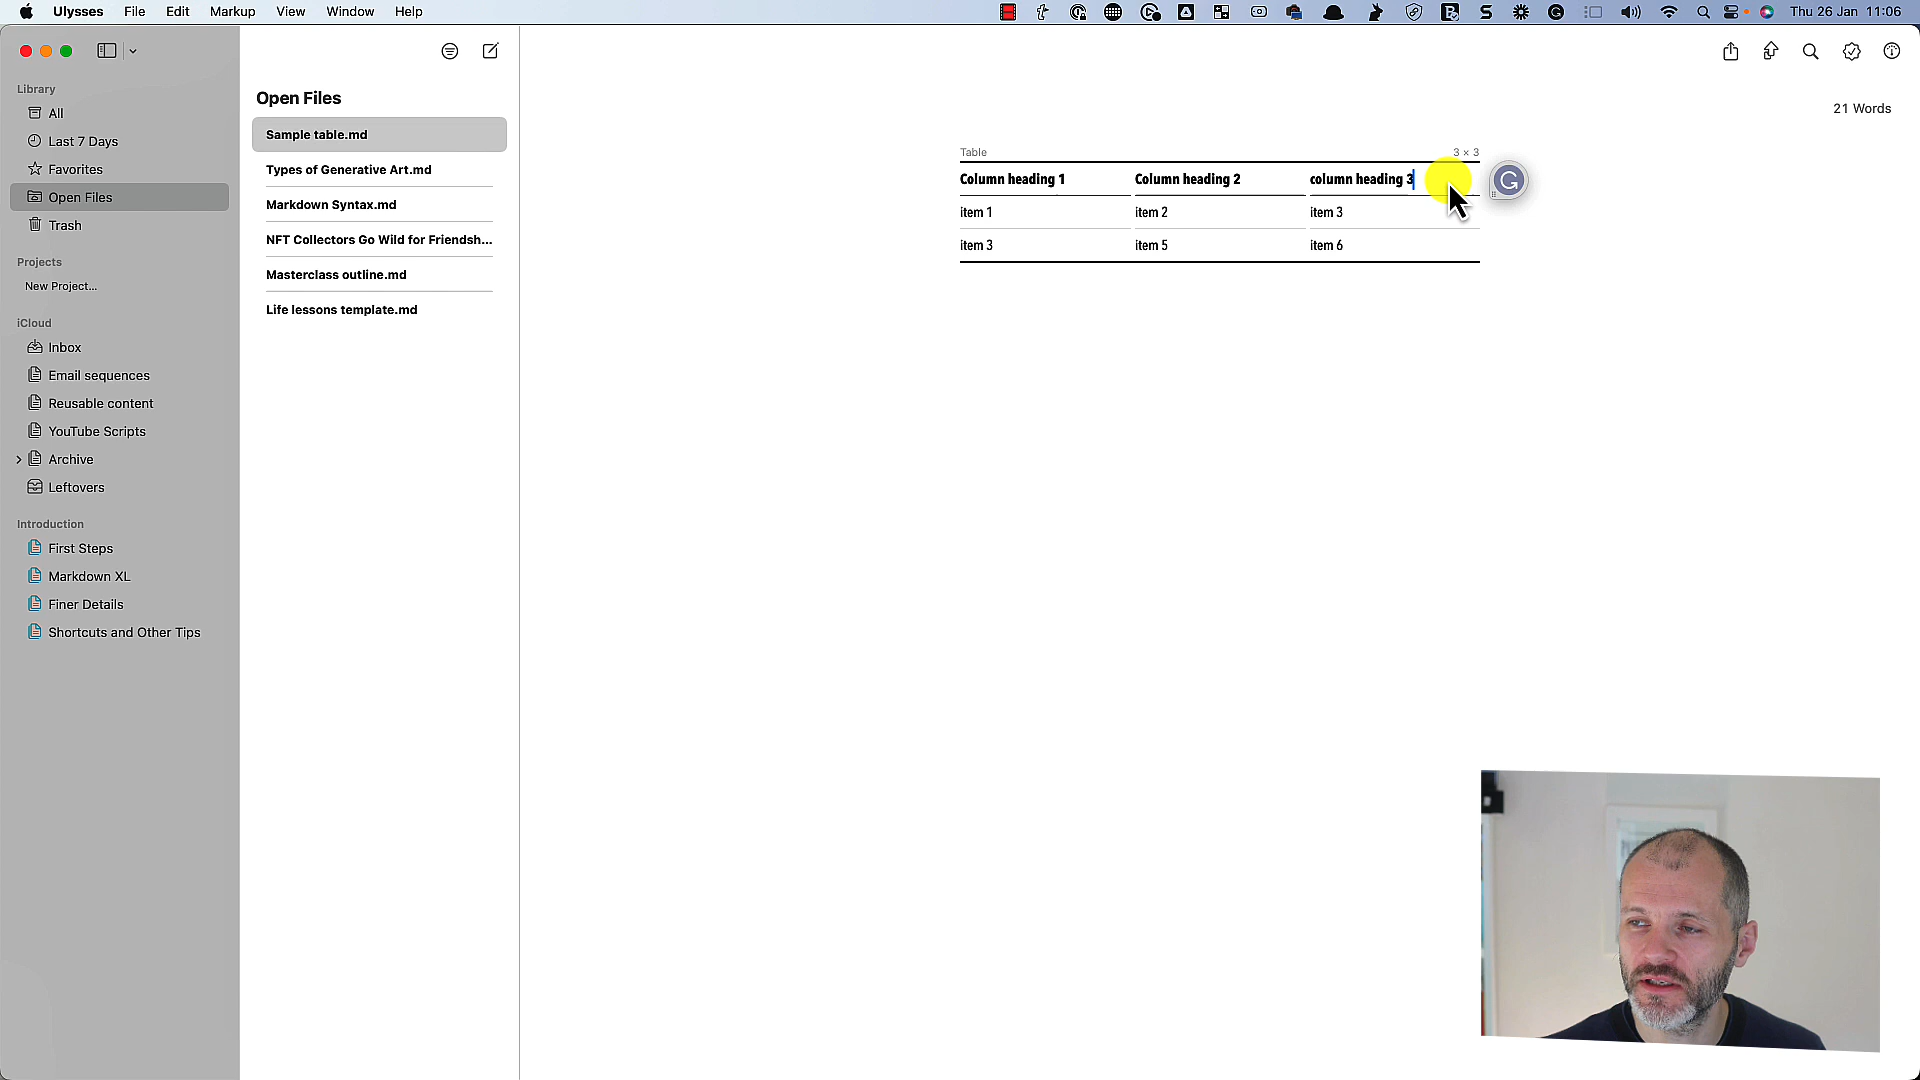 Ulysses File Edit Markup View Window Help Thu 26 Jan 11:06
Library
All
Last 7 Days
Favorites
Open Files
Trash
Projects
New Project...
iCloud
Inbox
Email sequences
Reusable content
YouTube Scripts
Archive
Leftovers
Introduction
First Steps
Markdown XL
Finer Details
Shortcuts and Other Tips
Open Files
Sample table.md
Types of Generative Art.md
Markdown Syntax.md
NFT Collectors Go Wild for Friendsh...
Masterclass outline.md
Life lessons template.md
21 Words
Table 3 × 3
Column heading 1 Column heading 2 column heading 3
item 1 item 2 item 3
item 3 item 5 item 6